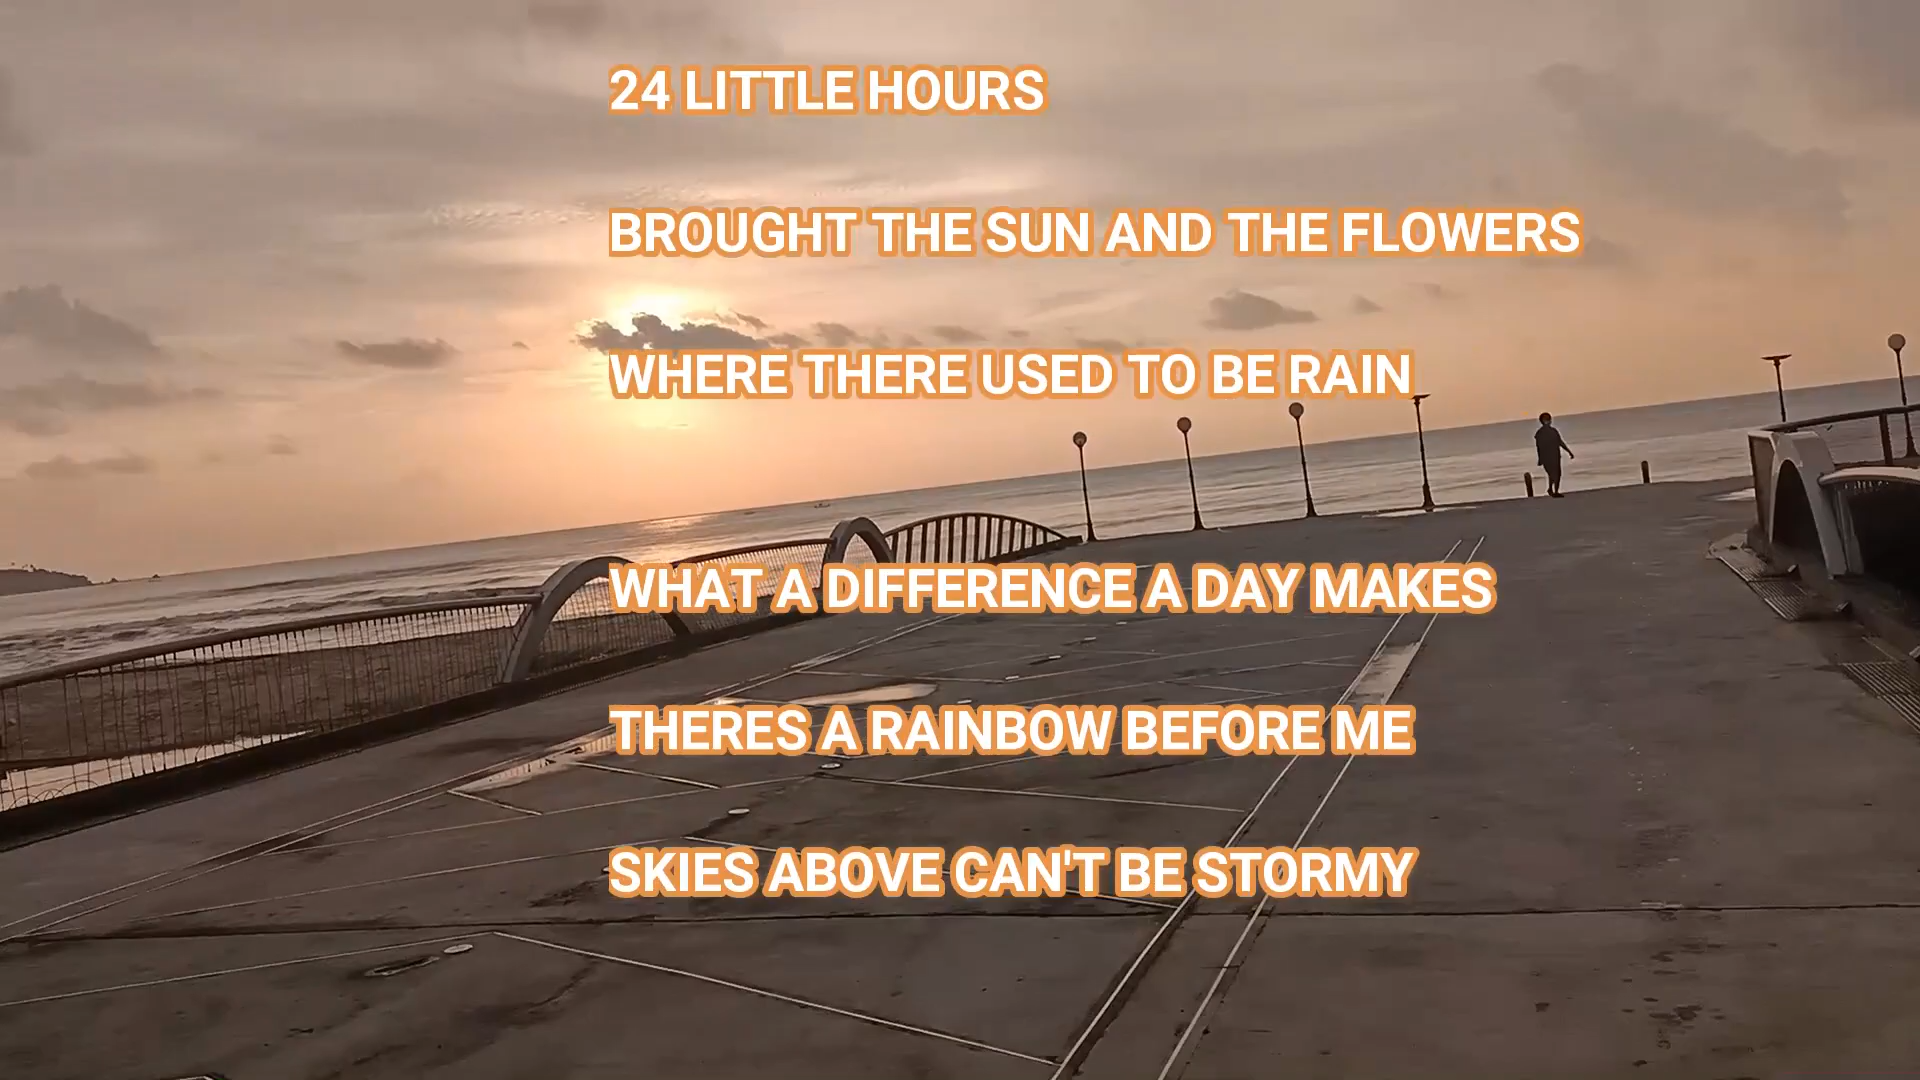 24 LITTLE HOURS
BROUGHT THE SUN AND THE FLOWERS
WHERE THERE USED TO BE RAIN
WHAT A DIFFERENCE A DAY MAKES
THERES A RAINBOW BEFORE ME
SKIES ABOVE CAN'T BE STORMY